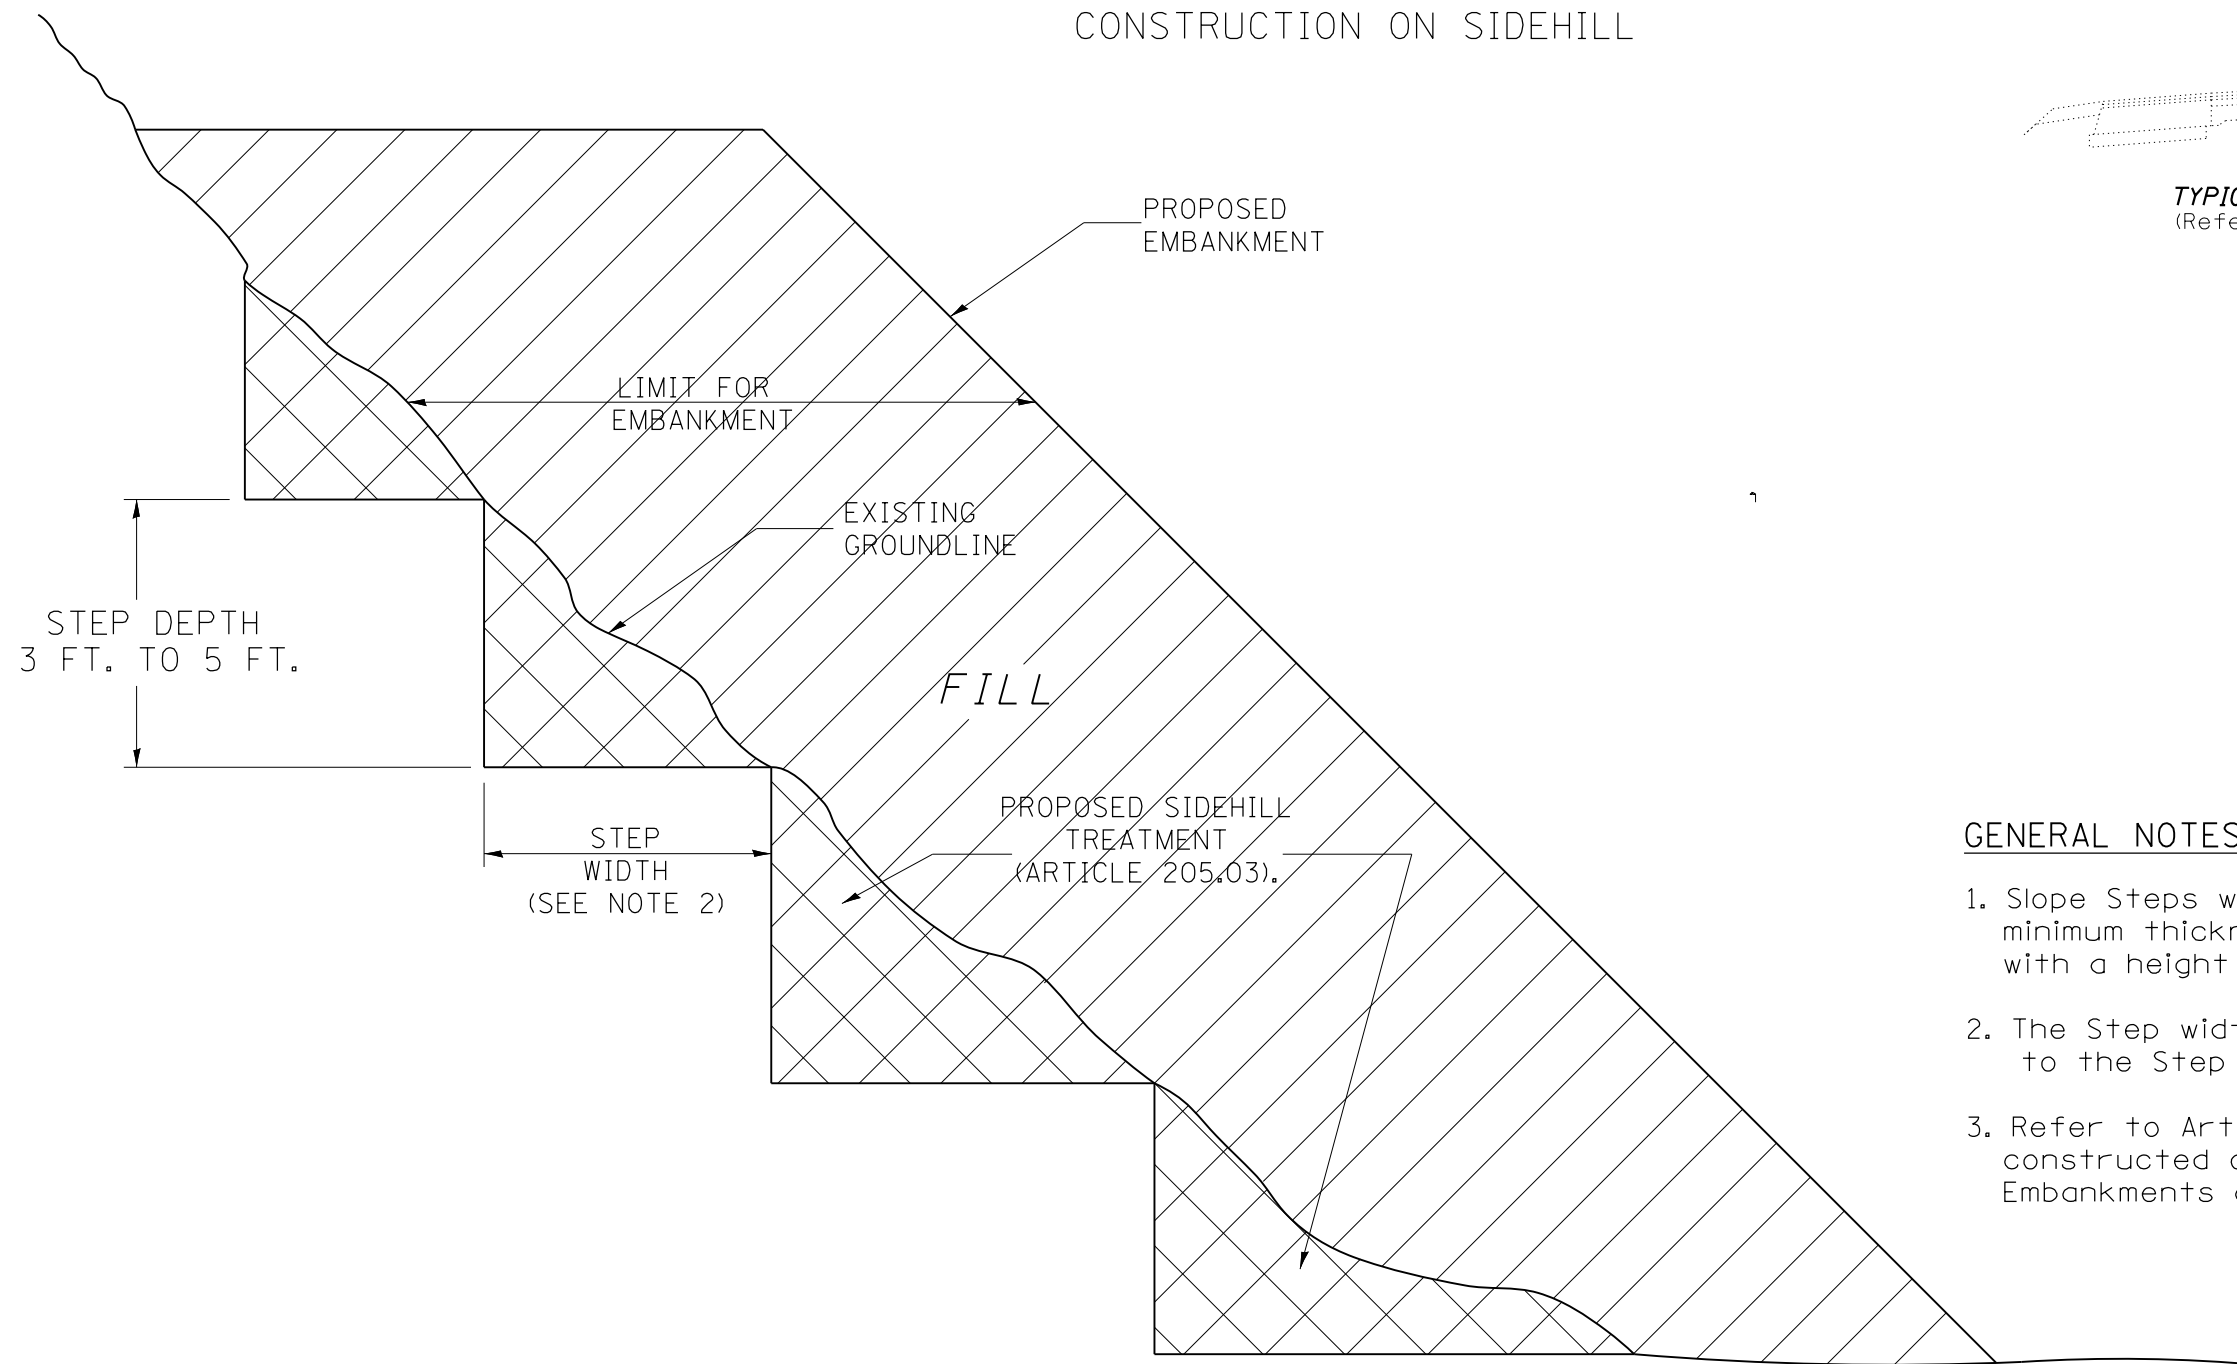 CONSTRUCTION ON SIDEHILL
(Refe
PROPOSED
EMBANKMENT
LIMIT FOR
EMBANKMENT
EXISTING
GROUNDLINE
STEP DEPTH
3 FT. TO 5 FT.
FILL
PROPOSED SIDEHILL
TREATMENT
(ARTICLE 205.03).
STEP
WIDTH
(SEE NOTE 2)
GENERAL NOTES
1. Slope Steps w
minimum thick
with a height
2. The Step wid
to the Step
3. Refer to Art
constructed
Embankments